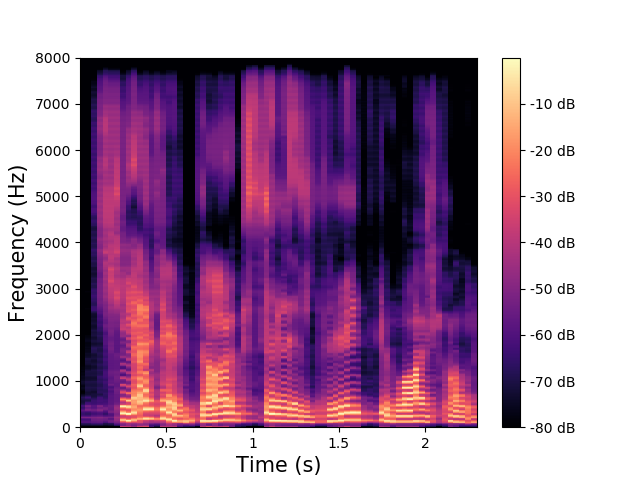 8000
7000
6000
5000
4000
3000
2000
1000
0
Frequency (Hz)
0 0.5 1 1.5 2
Time (s)
-10 dB
-20 dB
-30 dB
-40 dB
-50 dB
-60 dB
-70 dB
-80 dB